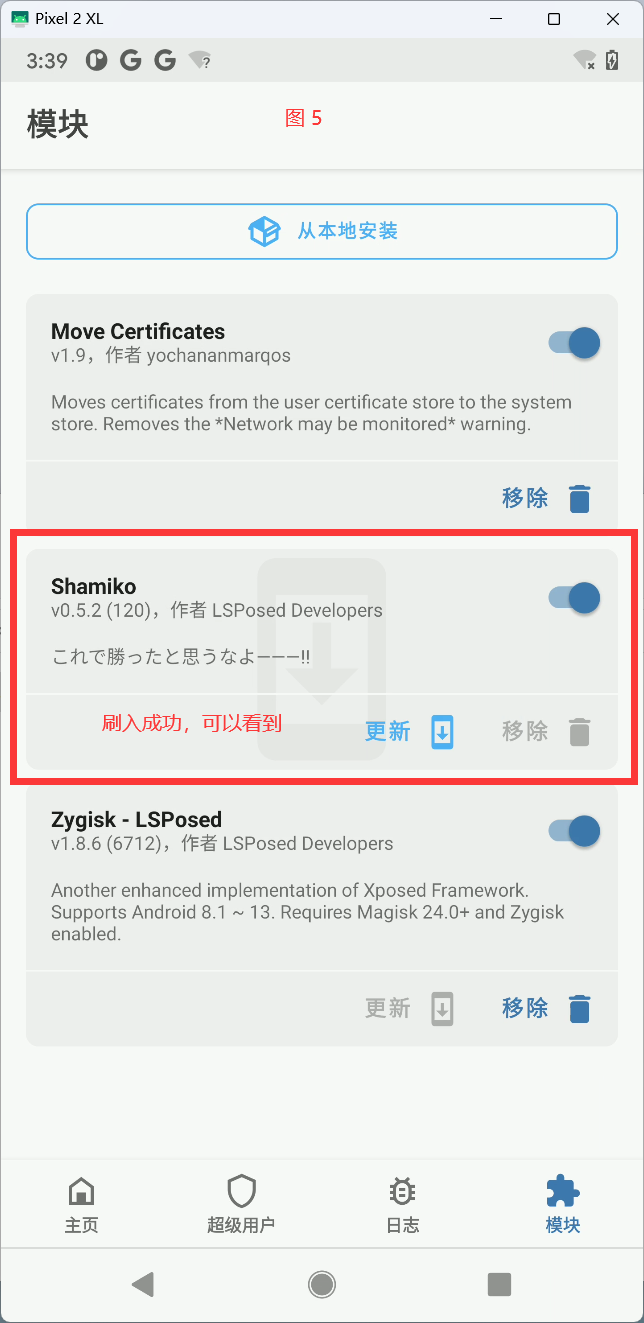 Pixel 2 XL
3:39
模块
图 5
从本地安装
Move Certificates
v1.9，作者 yochananmarqos
Moves certificates from the user certificate store to the system
store. Removes the *Network may be monitored* warning.
移除
Shamiko
v0.5.2 (120)，作者 LSPosed Developers
これで勝ったと思うなよ———!!
刷入成功，可以看到
更新
移除
Zygisk - LSPosed
v1.8.6 (6712)，作者 LSPosed Developers
Another enhanced implementation of Xposed Framework.
Supports Android 8.1 ~ 13. Requires Magisk 24.0+ and Zygisk
enabled.
更新
移除
主页
超级用户
日志
模块